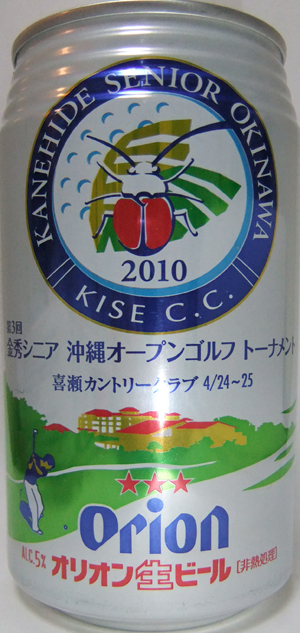 KANEHIDE SENIOR OKINAWA
2010
KISE C.C.
第3回
金秀シニア 沖縄オープンゴルフ トーナメント
喜瀬カントリークラブ 4/24～25
Orion
ALC.5% オリオン生ビール [非熱処理]